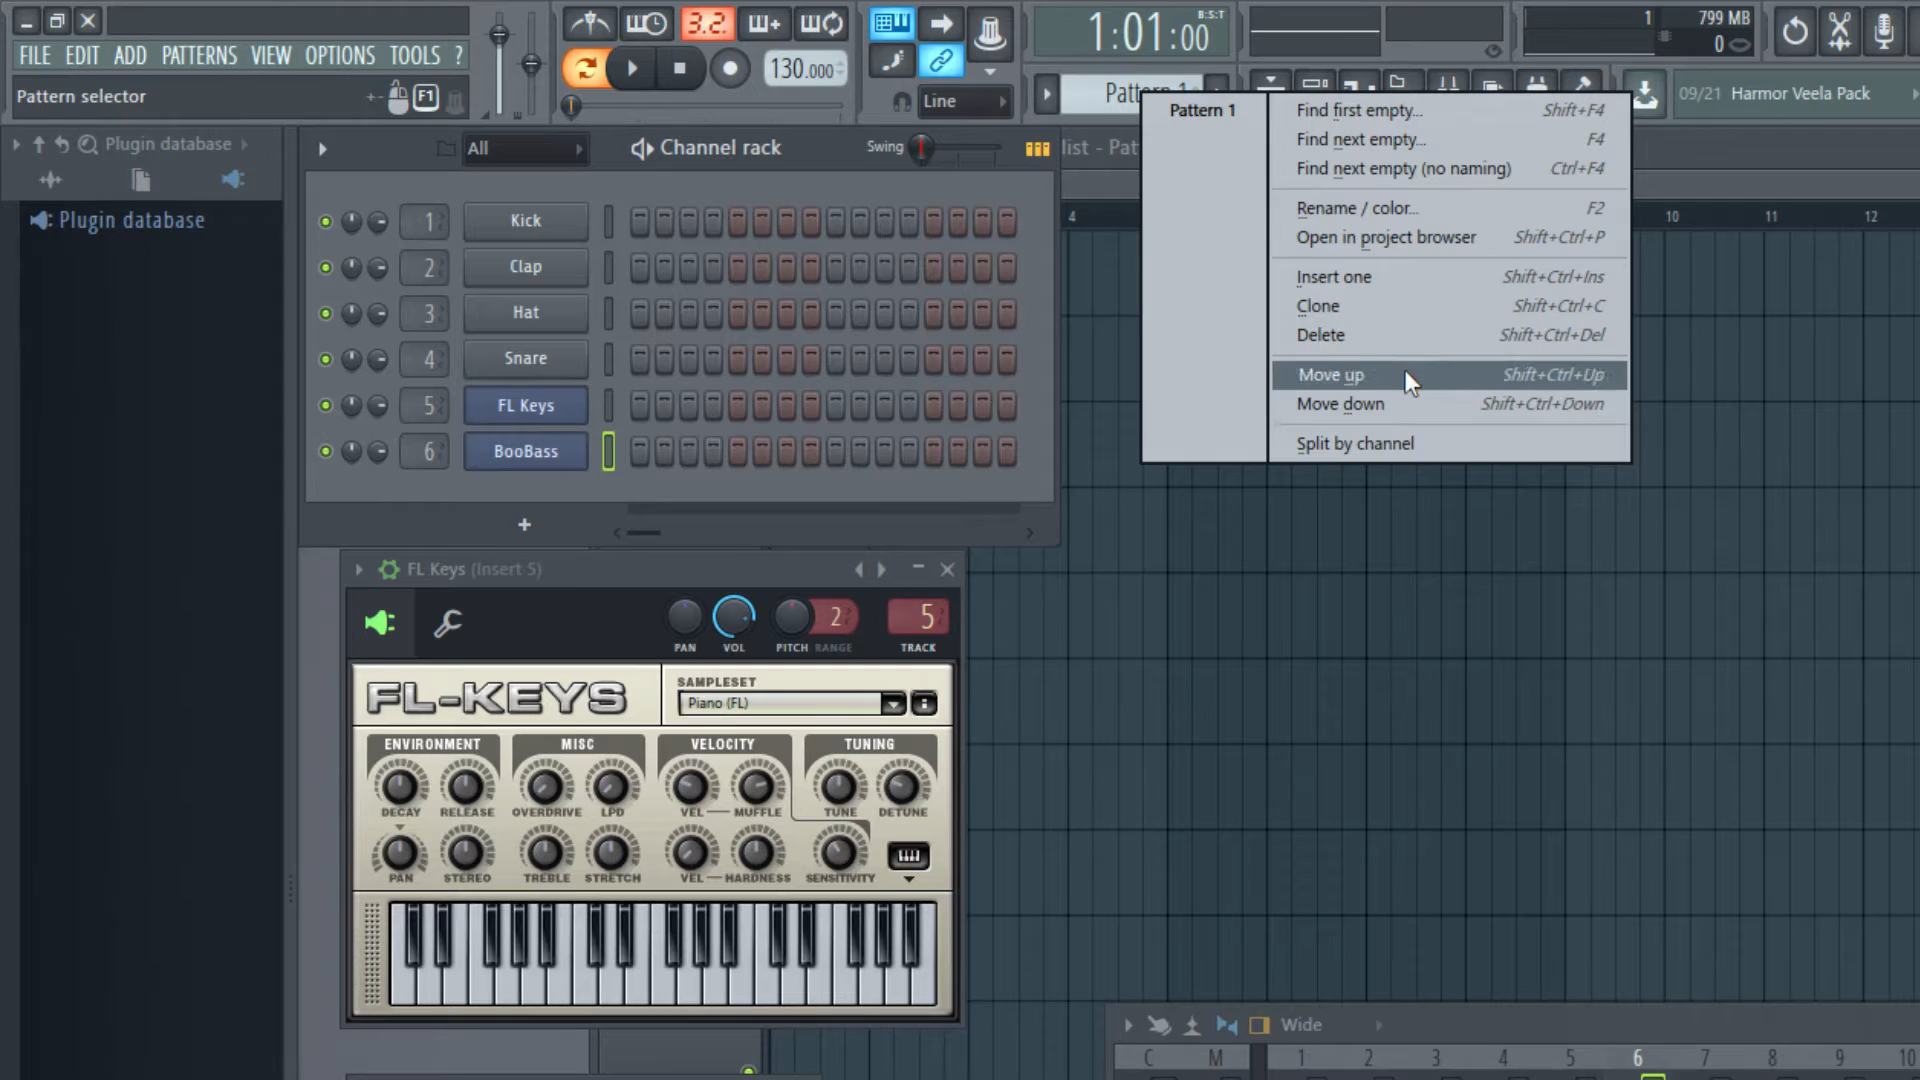 FILE EDIT ADD PATTERNS VIEW OPTIONS TOOLS ?
Pattern selector
F1
3.2.
130.000
Line
1:01:00
B:S:T
1
799 MB
0
09/21 Harmor Veela Pack
Plugin database
Plugin database
All
Channel rack
Swing
1 Kick
2 Clap
3 Hat
4 Snare
5 FL Keys
6 BooBass
+
Pattern 1
Find first empty... Shift+F4
Find next empty... F4
Find next empty (no naming) Ctrl+F4
Rename / color... F2
Open in project browser Shift+Ctrl+P
Insert one Shift+Ctrl+Ins
Clone Shift+Ctrl+C
Delete Shift+Ctrl+Del
Move up Shift+Ctrl+Up
Move down Shift+Ctrl+Down
Split by channel
4 10 11 12
FL Keys (Insert 5)
2 5
PAN VOL PITCH RANGE TRACK
FL-KEYS
SAMPLESET
Piano (FL)
ENVIRONMENT MISC VELOCITY TUNING
DECAY RELEASE OVERDRIVE LPD VEL MUFFLE TUNE DETUNE
PAN STEREO TREBLE STRETCH VEL HARDNESS SENSITIVITY
Wide
C M 1 2 3 4 5 6 7 8 9 10